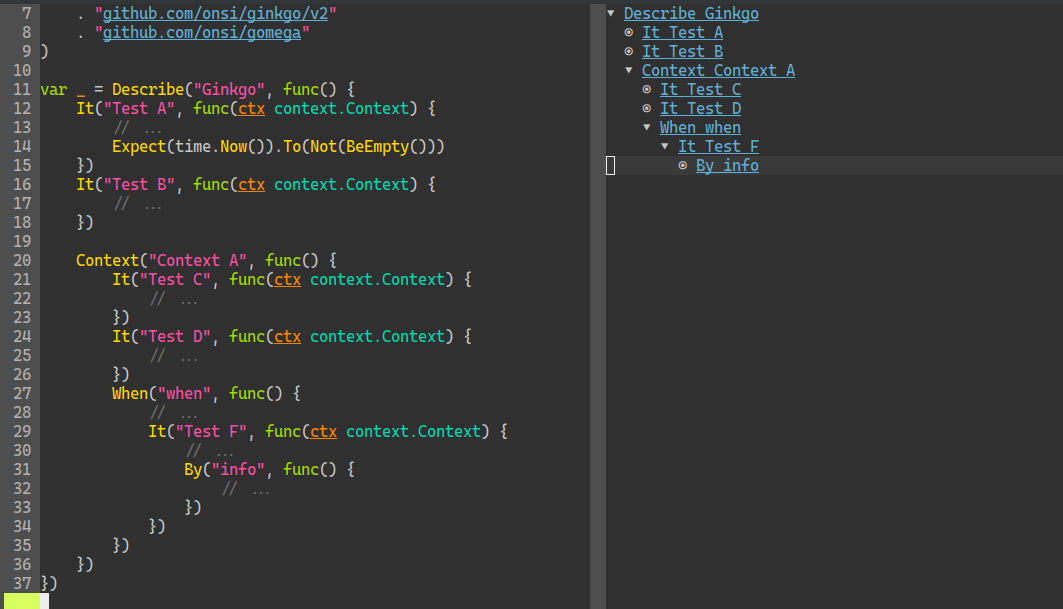 7     . "github.com/onsi/ginkgo/v2"
8     . "github.com/onsi/gomega"
9 )
10
11 var _ = Describe("Ginkgo", func() {
12     It("Test A", func(ctx context.Context) {
13         // ...
14         Expect(time.Now()).To(Not(BeEmpty()))
15     })
16     It("Test B", func(ctx context.Context) {
17         // ...
18     })
19
20     Context("Context A", func() {
21         It("Test C", func(ctx context.Context) {
22             // ...
23         })
24         It("Test D", func(ctx context.Context) {
25             // ...
26         })
27         When("when", func() {
28             // ...
29             It("Test F", func(ctx context.Context) {
30                 // ...
31                 By("info", func() {
32                     // ...
33                 })
34             })
35         })
36     })
37 })
Describe Ginkgo
It Test A
It Test B
Context Context A
It Test C
It Test D
When when
It Test F
By info